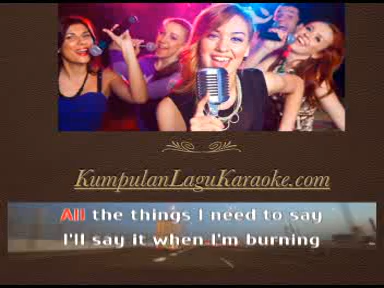 KumpulanLaguKaraoke.com
All the things I need to say
I'll say it when I'm burning